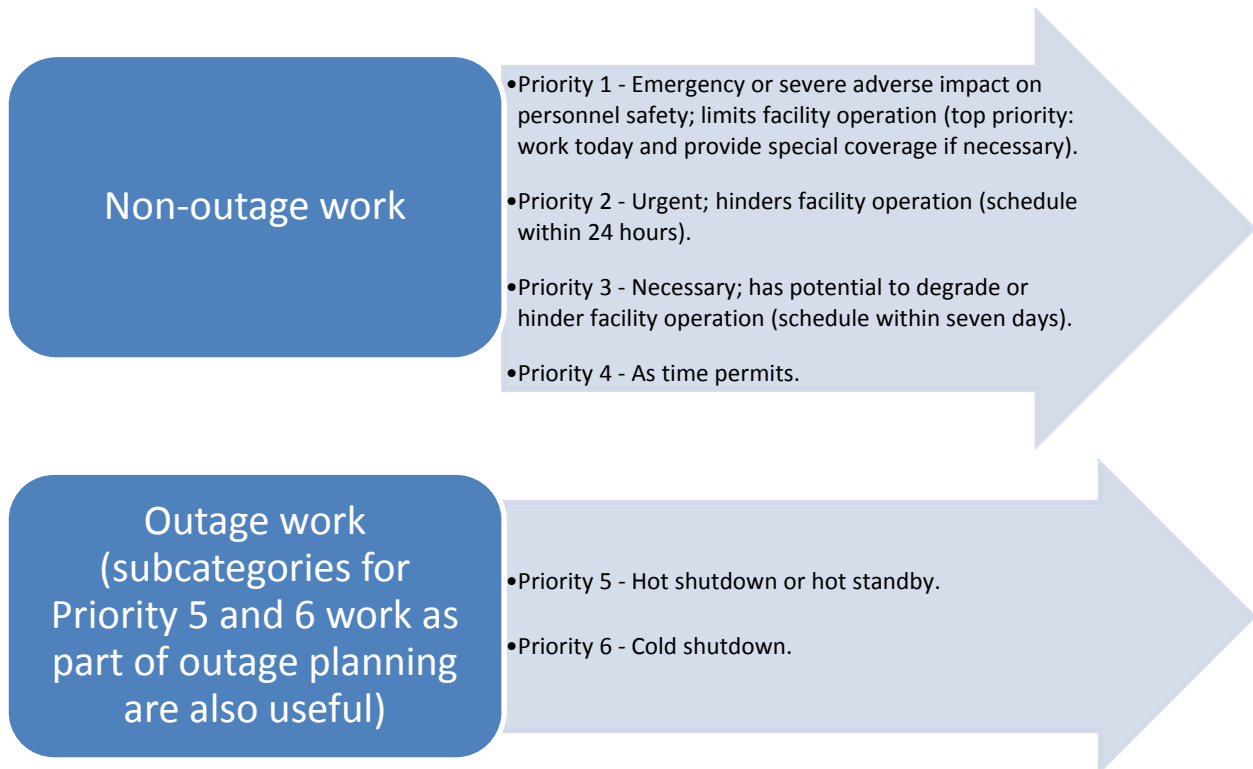 Non-outage work
•Priority 1 - Emergency or severe adverse impact on
personnel safety; limits facility operation (top priority:
work today and provide special coverage if necessary).
•Priority 2 - Urgent; hinders facility operation (schedule
within 24 hours).
•Priority 3 - Necessary; has potential to degrade or
hinder facility operation (schedule within seven days).
•Priority 4 - As time permits.
Outage work
(subcategories for
Priority 5 and 6 work as
part of outage planning
are also useful)
•Priority 5 - Hot shutdown or hot standby.
•Priority 6 - Cold shutdown.